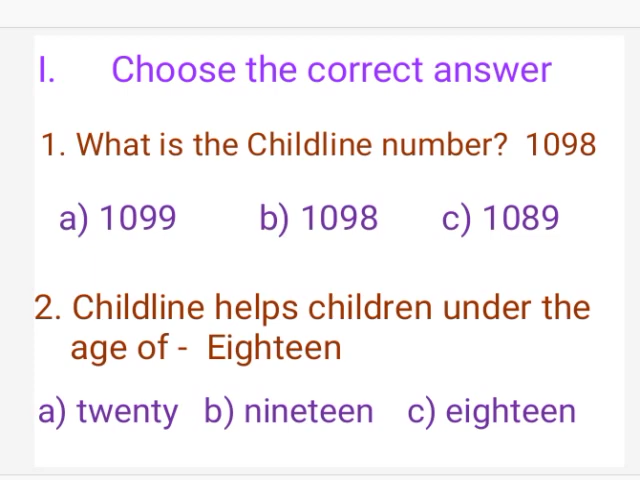 I. Choose the correct answer
1. What is the Childline number? 1098
a) 1099 b) 1098 c) 1089
2. Childline helps children under the
age of - Eighteen
a) twenty b) nineteen c) eighteen